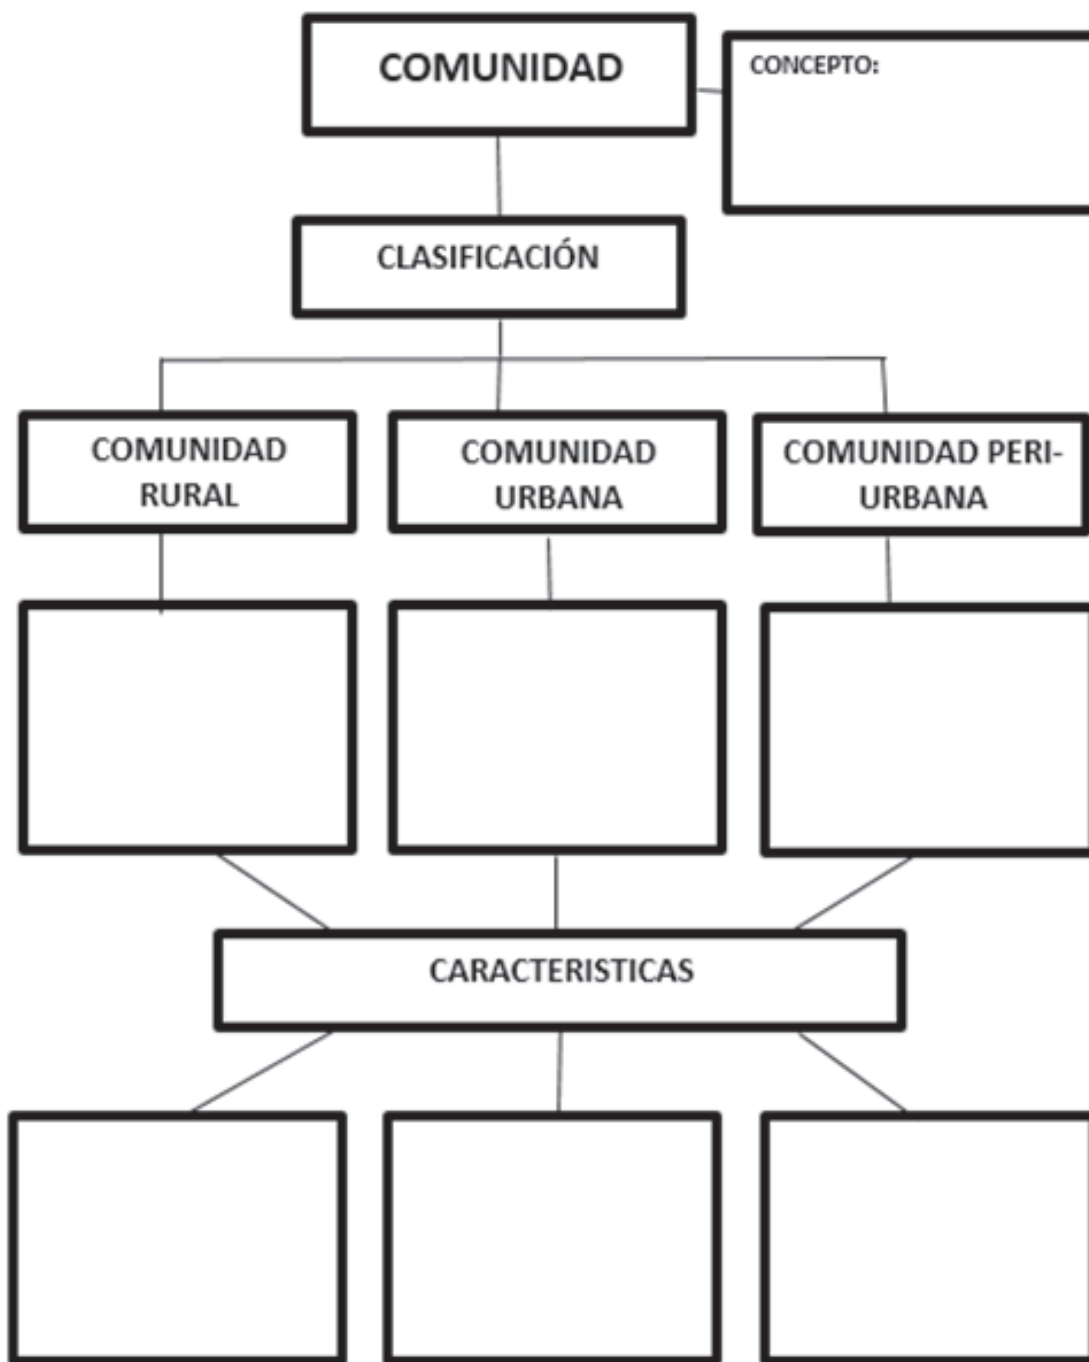 COMUNIDAD
CONCEPTO:
CLASIFICACIÓN
COMUNIDAD
RURAL
COMUNIDAD
URBANA
COMUNIDAD PERI-
URBANA
CARACTERISTICAS